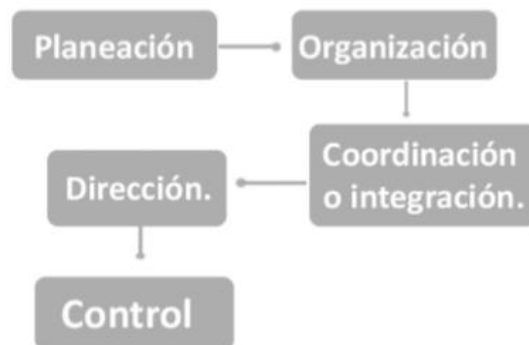 Planeación
Organización
Coordinación
o integración.
Dirección.
Control